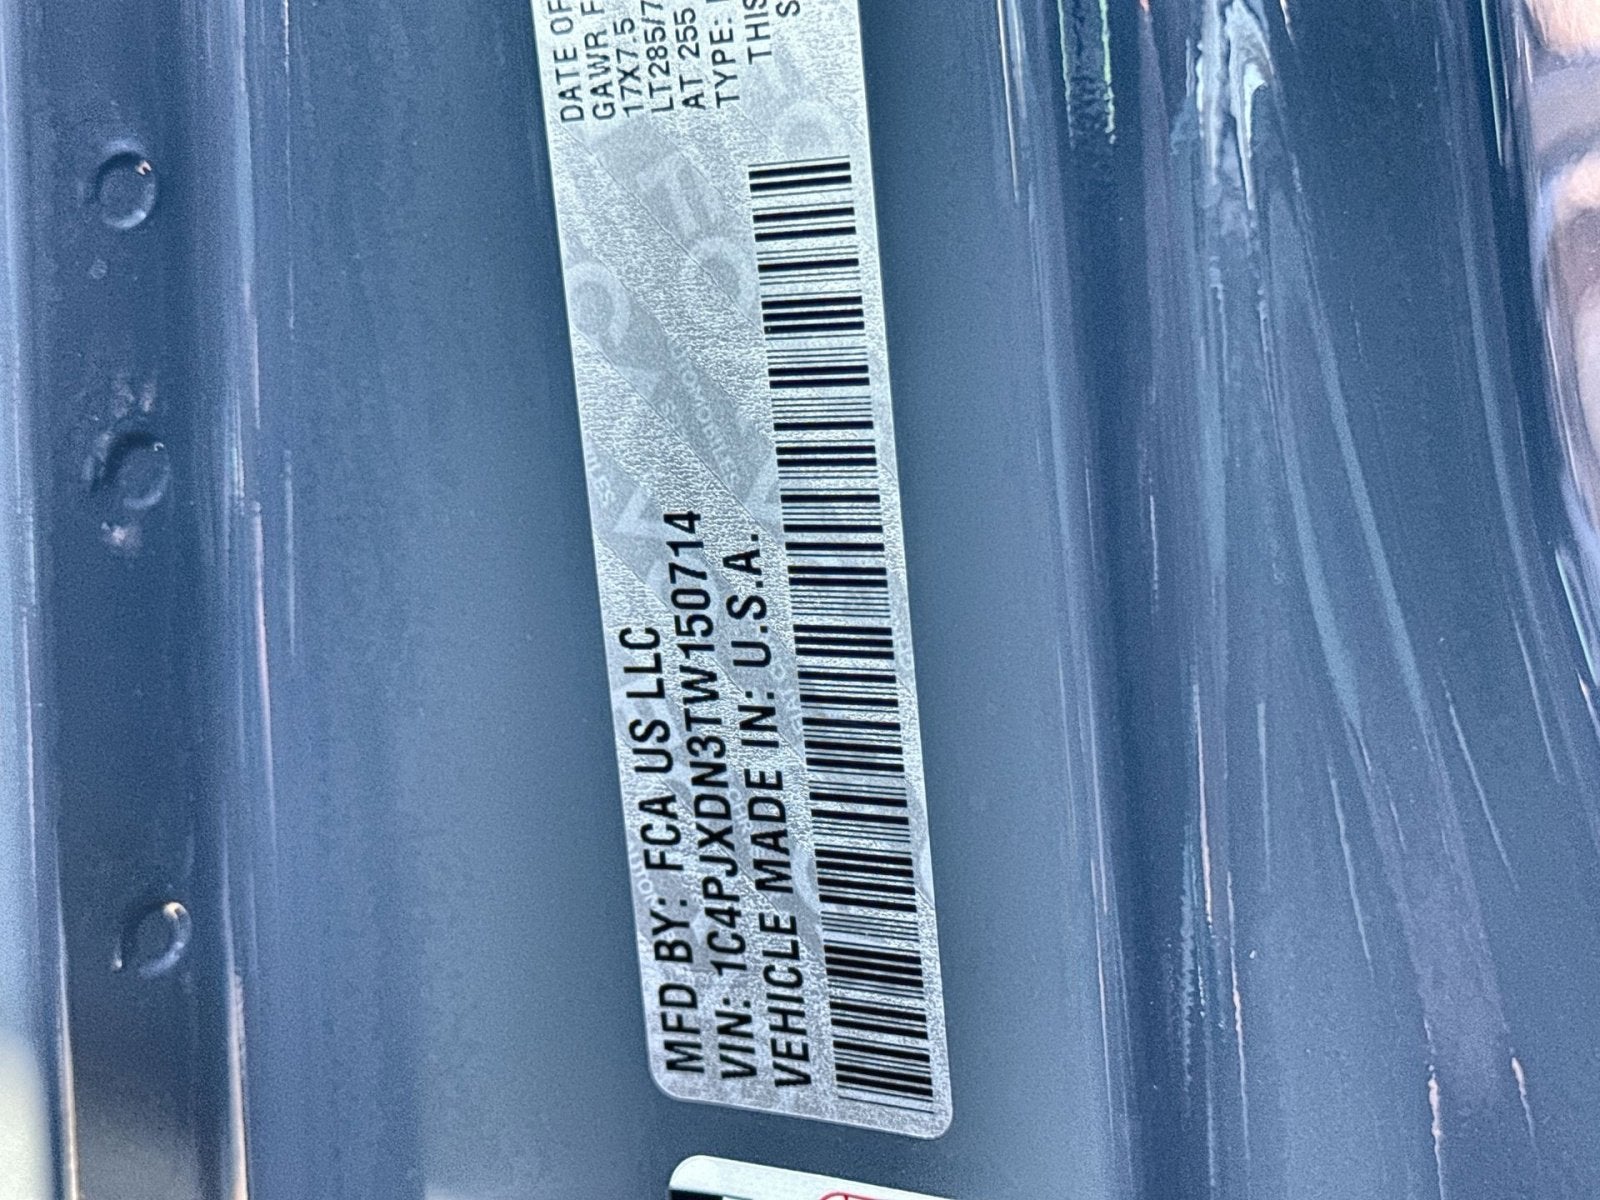 MFD BY: FCA US LLC
VIN: 1C4PJXDN3TW150714
VEHICLE MADE IN: U.S.A.
DATE OF
GAWR
17X7.5
LT285/7
AT 255
TYPE:
THIS